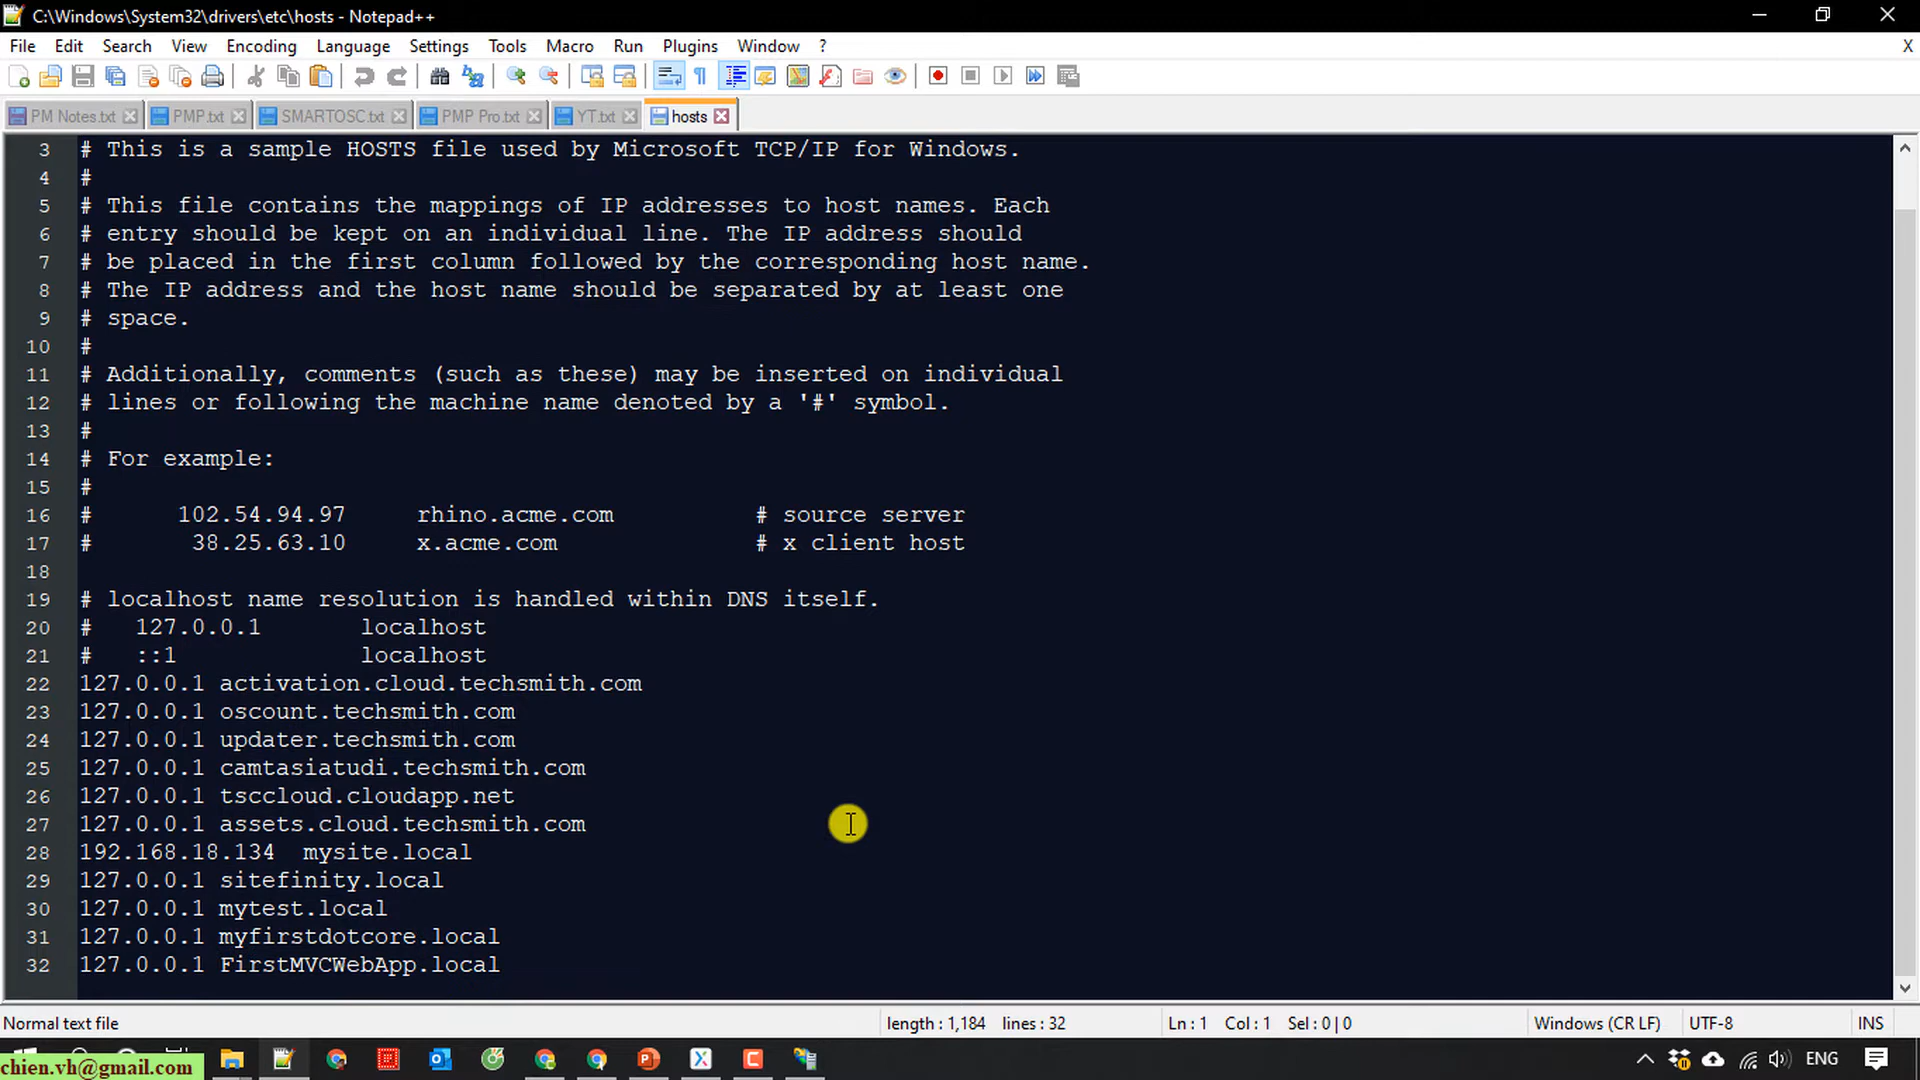 C:\Windows\System32\drivers\etc\hosts - Notepad++
File Edit Search View Encoding Language Settings Tools Macro Run Plugins Window ? X
PM Notes.txt PMP.txt SMARTOSC.txt PMP Pro.txt YT.txt hosts
3 # This is a sample HOSTS file used by Microsoft TCP/IP for Windows.
4 #
5 # This file contains the mappings of IP addresses to host names. Each
6 # entry should be kept on an individual line. The IP address should
7 # be placed in the first column followed by the corresponding host name.
8 # The IP address and the host name should be separated by at least one
9 # space.
10 #
11 # Additionally, comments (such as these) may be inserted on individual
12 # lines or following the machine name denoted by a '#' symbol.
13 #
14 # For example:
15 #
16 # 102.54.94.97 rhino.acme.com # source server
17 # 38.25.63.10 x.acme.com # x client host
18
19 # localhost name resolution is handled within DNS itself.
20 # 127.0.0.1 localhost
21 # ::1 localhost
22 127.0.0.1 activation.cloud.techsmith.com
23 127.0.0.1 oscount.techsmith.com
24 127.0.0.1 updater.techsmith.com
25 127.0.0.1 camtasiatudi.techsmith.com
26 127.0.0.1 tsccloud.cloudapp.net
27 127.0.0.1 assets.cloud.techsmith.com
28 192.168.18.134 mysite.local
29 127.0.0.1 sitefinity.local
30 127.0.0.1 mytest.local
31 127.0.0.1 myfirstdotcore.local
32 127.0.0.1 FirstMVCWebApp.local
Normal text file length : 1,184 lines : 32 Ln : 1 Col : 1 Sel : 0 | 0 Windows (CR LF) UTF-8 INS
chien.vh@gmail.com ENG